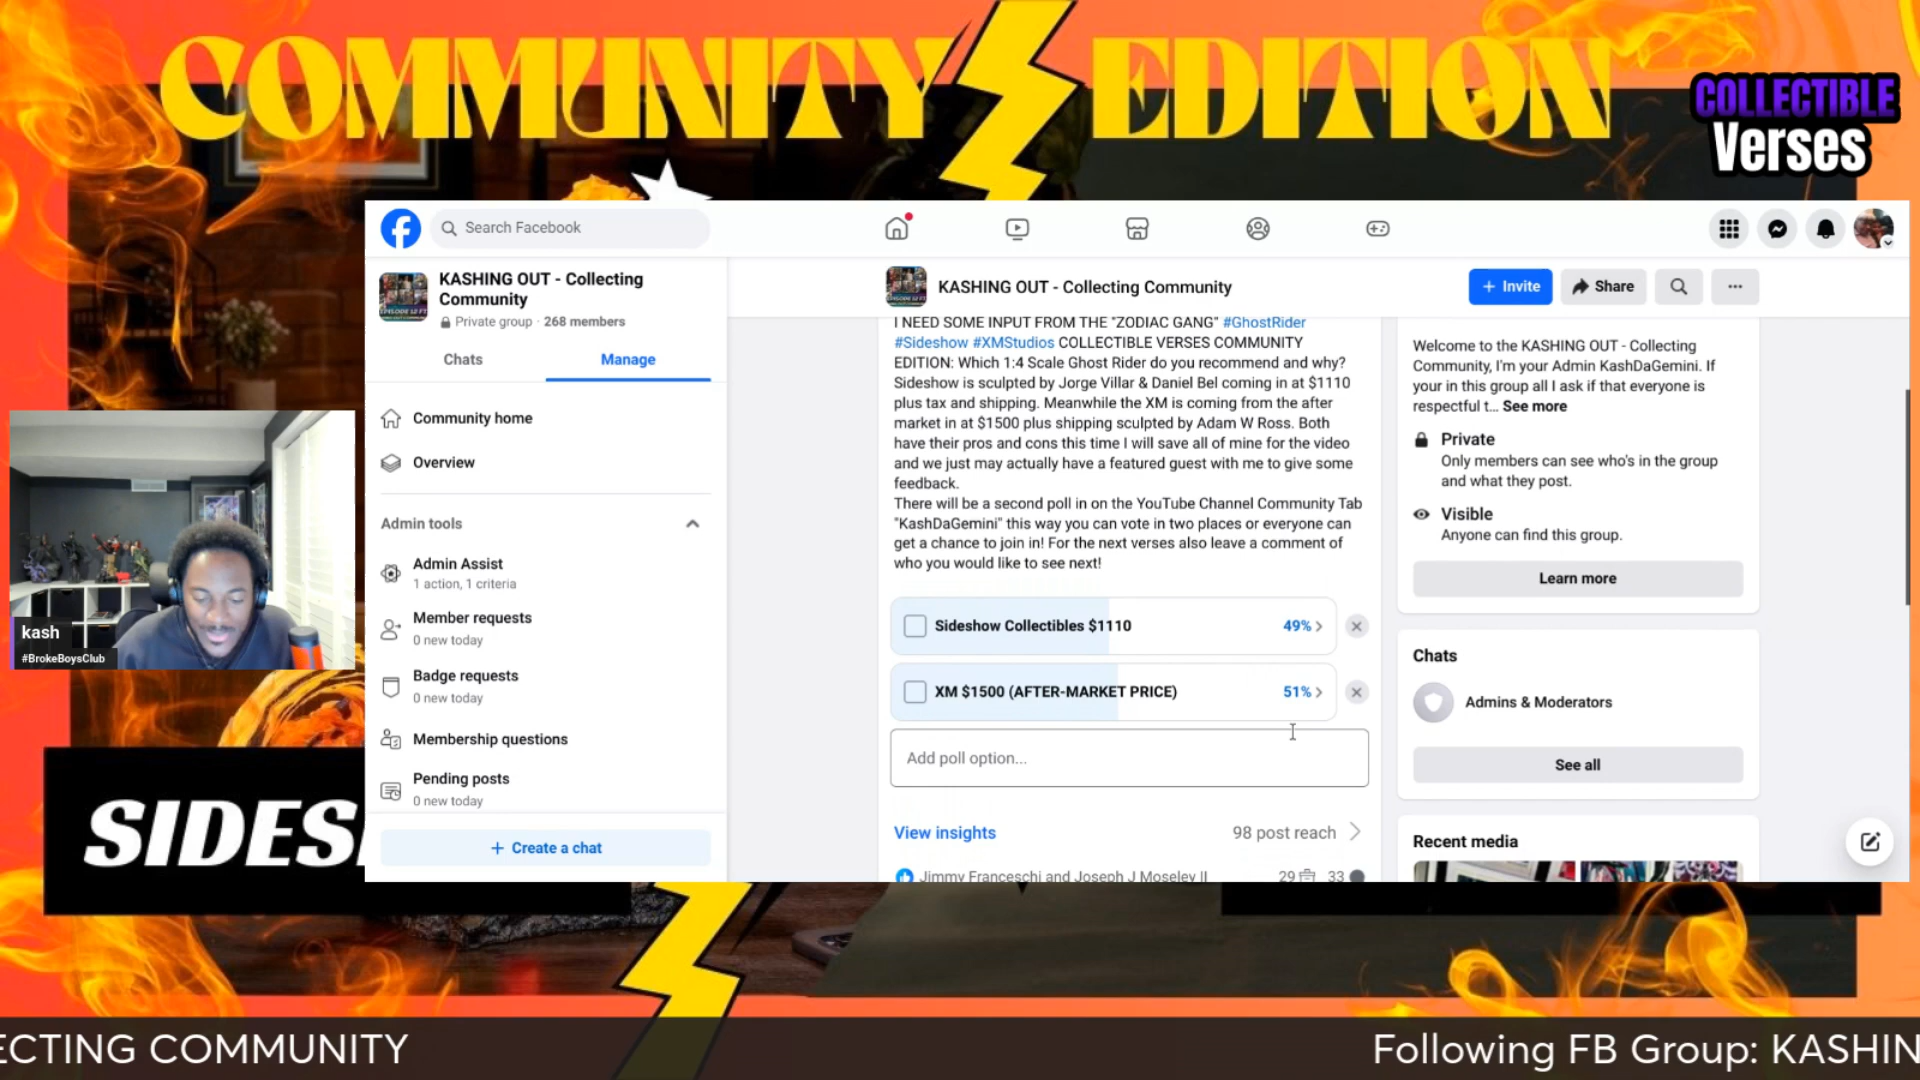 COMMUNITY EDITION
COLLECTIBLE
Verses
Search Facebook
KASHING OUT - Collecting
Community
Private group · 268 members
Chats
Manage
Community home
Overview
Admin tools
Admin Assist
1 action, 1 criteria
Member requests
0 new today
Badge requests
0 new today
Membership questions
Pending posts
0 new today
+ Create a chat
KASHING OUT - Collecting Community
+ Invite
Share
I NEED SOME INPUT FROM THE "ZODIAC GANG" #GhostRider
#Sideshow #XMStudios COLLECTIBLE VERSES COMMUNITY
EDITION: Which 1:4 Scale Ghost Rider do you recommend and why?
Sideshow is sculpted by Jorge Villar & Daniel Bel coming in at $1110
plus tax and shipping. Meanwhile the XM is coming from the after
market in at $1500 plus shipping sculpted by Adam W Ross. Both
have their pros and cons this time I will save all of mine for the video
and we just may actually have a featured guest with me to give some
feedback.
There will be a second poll in on the YouTube Channel Community Tab
"KashDaGemini" this way you can vote in two places or everyone can
get a chance to join in! For the next verses also leave a comment of
who you would like to see next!
Sideshow Collectibles $1110
49%
XM $1500 (AFTER-MARKET PRICE)
51%
Add poll option...
View insights
98 post reach
Jimmy Franceschi and Joseph J Moseley II
29
33
Welcome to the KASHING OUT - Collecting
Community, I'm your Admin KashDaGemini. If
your in this group all I ask if that everyone is
respectful t... See more
Private
Only members can see who's in the group
and what they post.
Visible
Anyone can find this group.
Learn more
Chats
Admins & Moderators
See all
Recent media
kash
#BrokeBoysClub
SIDES
ECTING COMMUNITY
Following FB Group: KASHIN